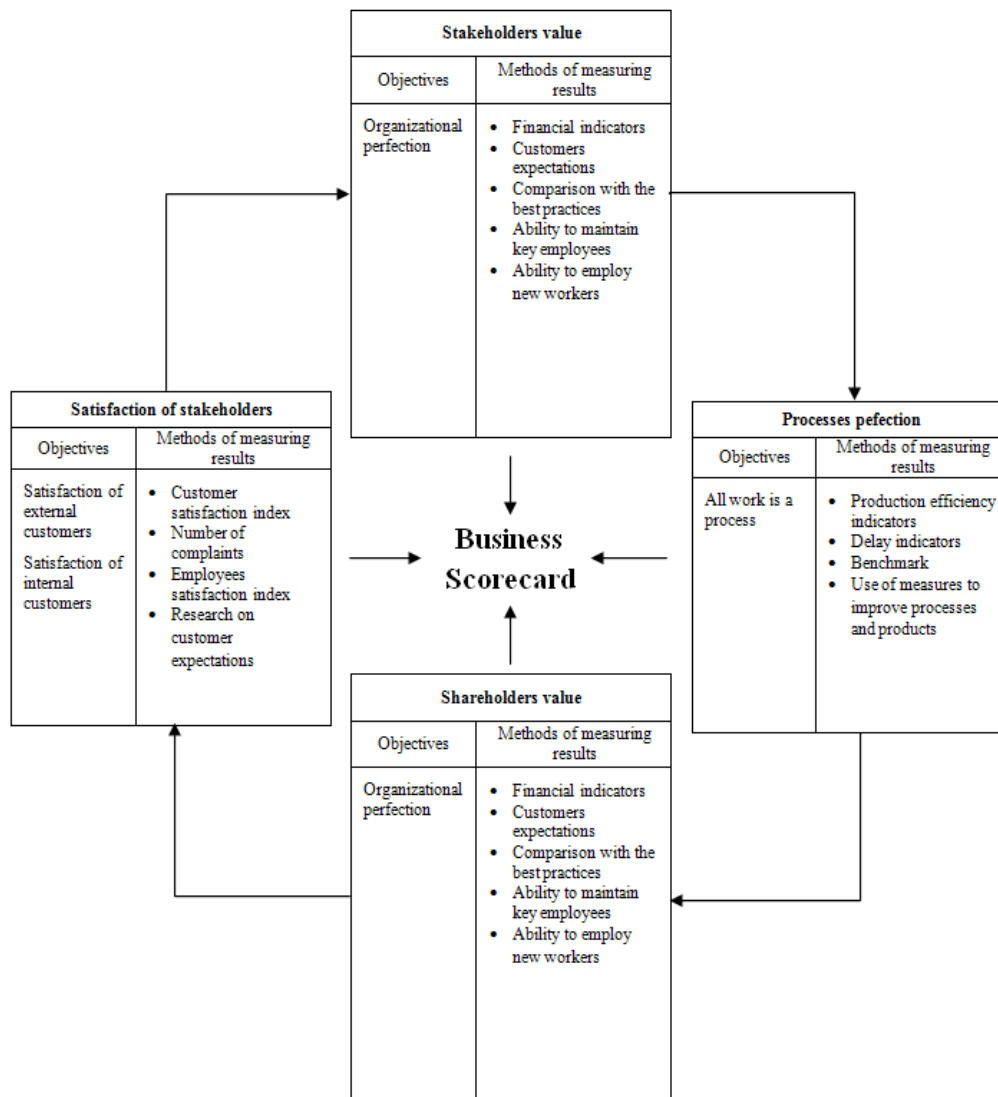 Stakeholders value
Objectives
Methods of measuring
results
Organizational
perfection
• Financial indicators
• Customers
expectations
• Comparison with the
best practices
• Ability to maintain
key employees
• Ability to employ
new workers
Satisfaction of stakeholders
Objectives
Methods of measuring
results
Satisfaction of
external customers
Satisfaction of
internal customers
• Customer
satisfaction index
• Number of
complaints
• Employees
satisfaction index
• Research on
customer
expectations
Business
Scorecard
Processes pefection
Objectives
Methods of measuring
results
All work is a
process
• Production efficiency
indicators
• Delay indicators
• Benchmark
• Use of measures to
improve processes
and products
Shareholders value
Objectives
Methods of measuring
results
Organizational
perfection
• Financial indicators
• Customers
expectations
• Comparison with the
best practices
• Ability to maintain
key employees
• Ability to employ
new workers